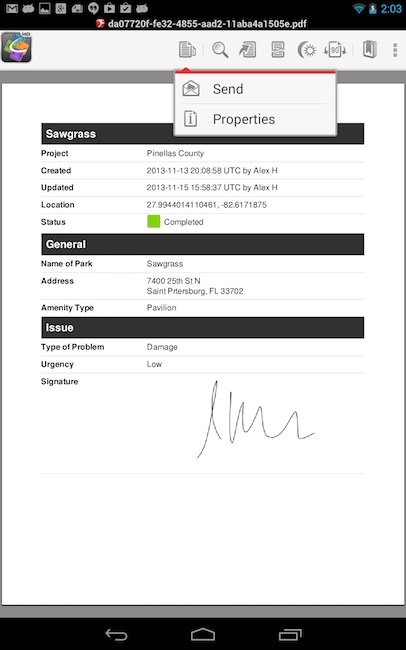 2:03
da07720f-fe32-4855-aad2-11aba4a1505e.pdf
HD
90
Send
Properties
Sawgrass
Project Pinellas County
Created 2013-11-13 20:08:58 UTC by Alex H
Updated 2013-11-15 15:58:37 UTC by Alex H
Location 27.9944014110461, -82.6171875
Status Completed
General
Name of Park Sawgrass
Address 7400 25th St N
Saint Prtersburg, FL 33702
Amenity Type Pavilion
Issue
Type of Problem Damage
Urgency Low
Signature